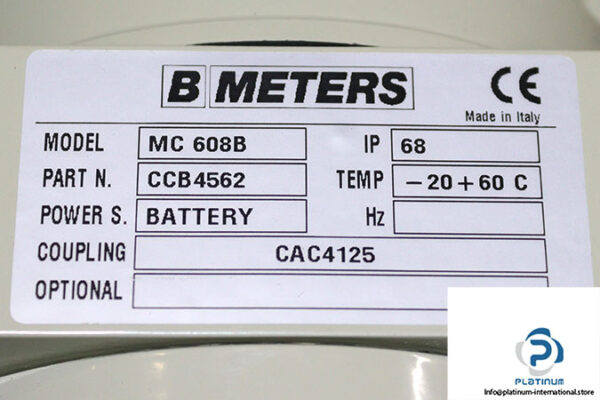 B METERS
CE
Made in Italy
MODEL MC 608B IP 68
PART N. CCB4562 TEMP -20+60 C
POWER S. BATTERY Hz
COUPLING CAC4125
OPTIONAL
PLATINUM
Info@platinum-international.store